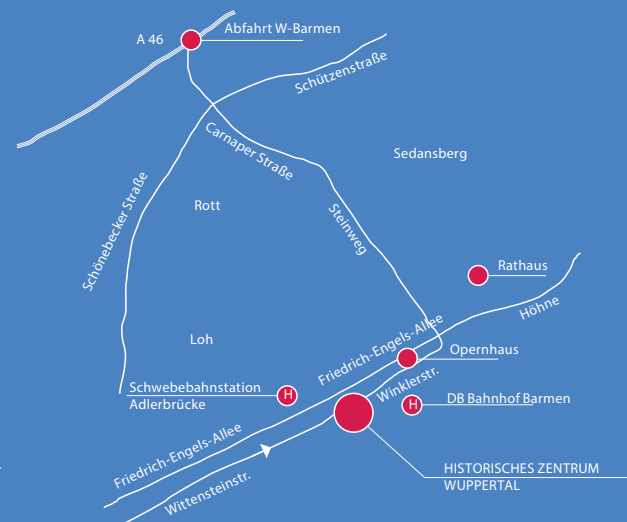 Abfahrt W-Barmen
A 46
Schützenstraße
Carnaper Straße
Sedansberg
Schönebecker Straße
Rott
Steinweg
Rathaus
Höhne
Loh
Friedrich-Engels-Allee
Opernhaus
Schwebebahnstation
Adlerbrücke
H
Winklerstr.
H
DB Bahnhof Barmen
Friedrich-Engels-Allee
Wittensteinstr.
HISTORISCHES ZENTRUM
WUPPERTAL